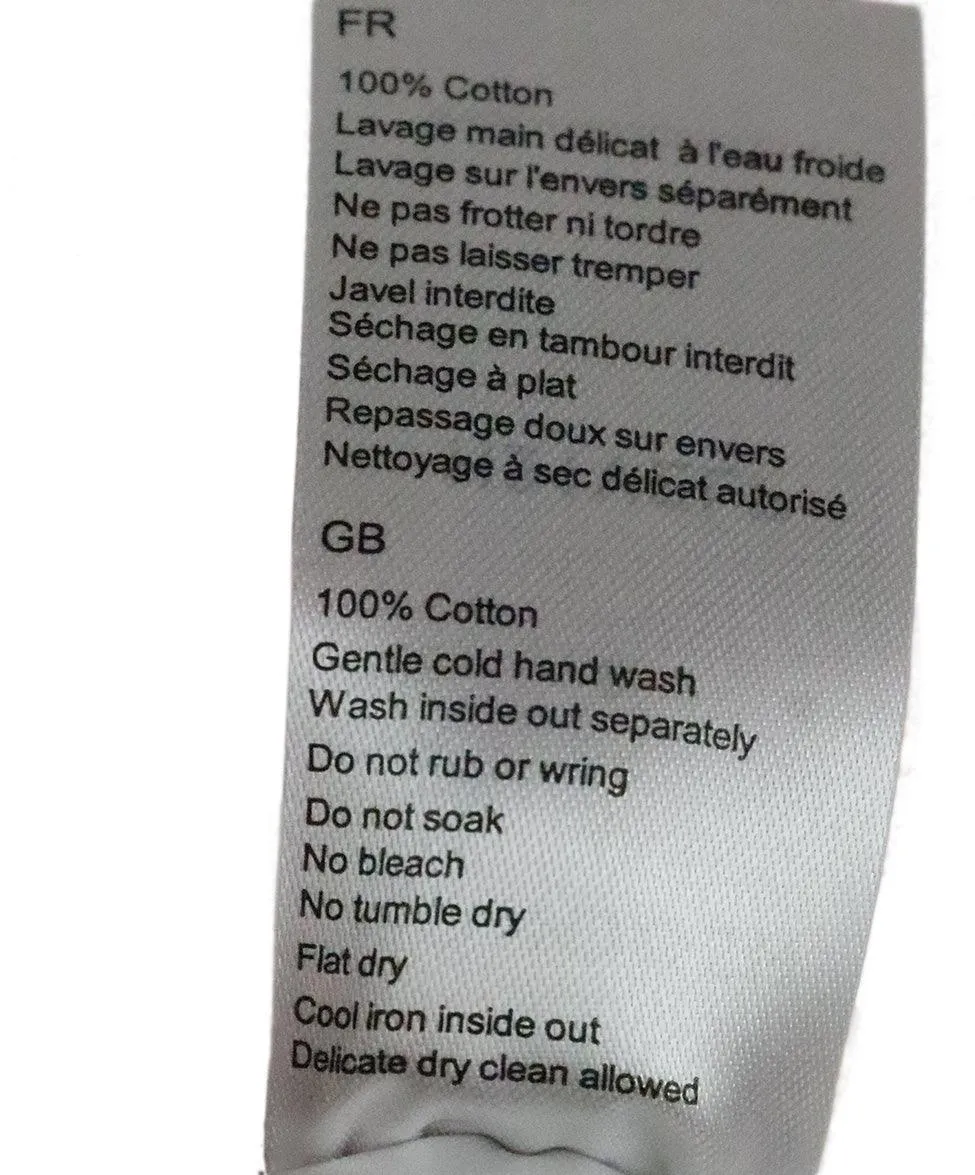 FR
100% Cotton
Lavage main délicat à l'eau froide
Lavage sur l'envers séparément
Ne pas frotter ni tordre
Ne pas laisser tremper
Javel interdite
Séchage en tambour interdit
Séchage à plat
Repassage doux sur envers
Nettoyage à sec délicat autorisé
GB
100% Cotton
Gentle cold hand wash
Wash inside out separately
Do not rub or wring
Do not soak
No bleach
No tumble dry
Flat dry
Cool iron inside out
Delicate dry clean allowed